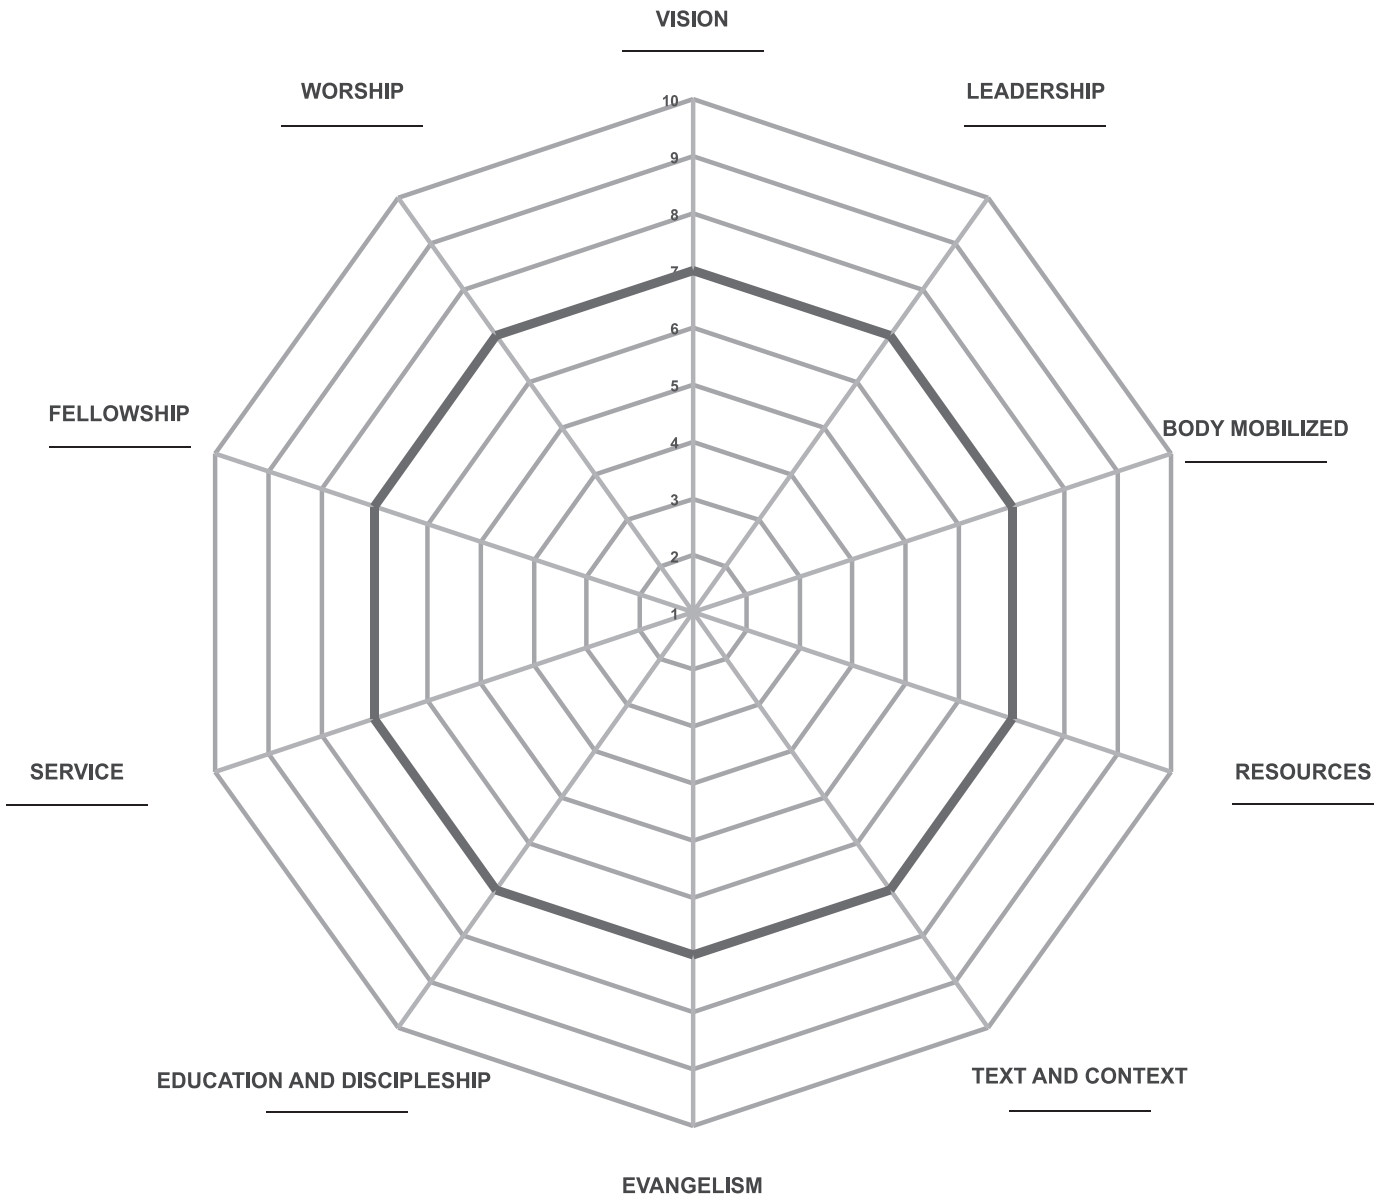 VISION
WORSHIP
LEADERSHIP
10
9
8
7
6
5
4
3
2
1
FELLOWSHIP
BODY MOBILIZED
SERVICE
RESOURCES
EDUCATION AND DISCIPLESHIP
TEXT AND CONTEXT
EVANGELISM